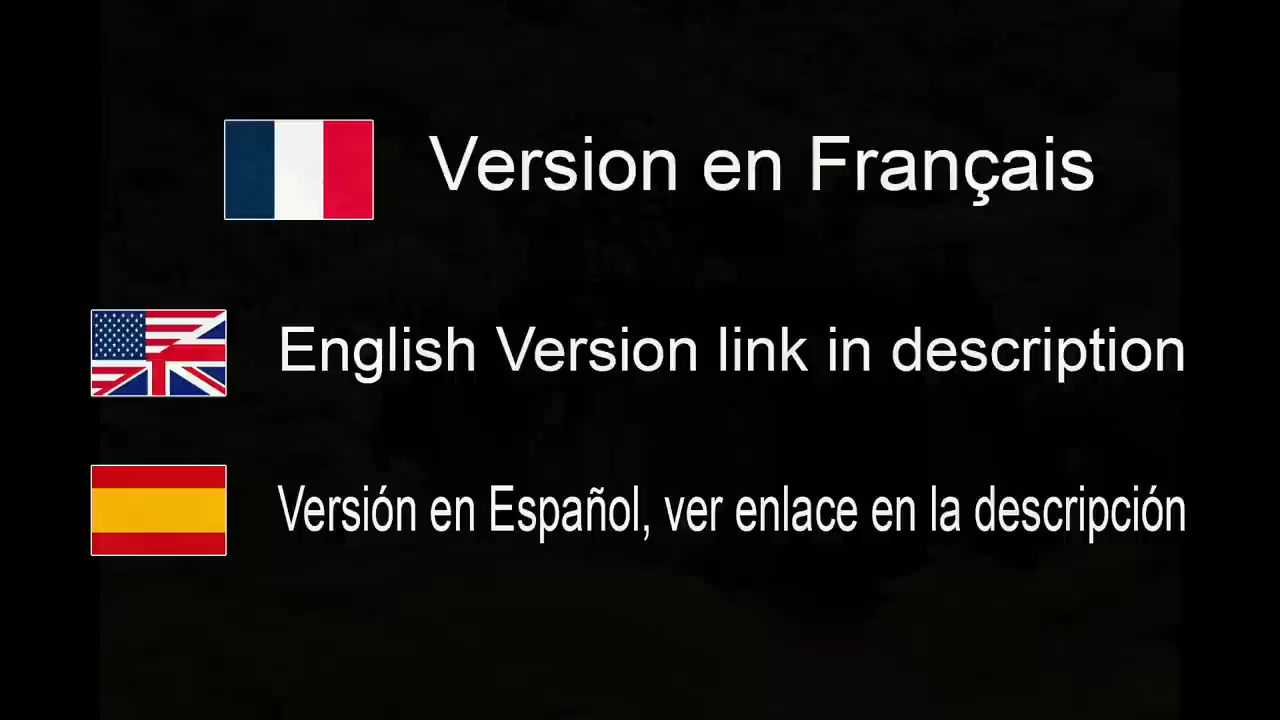 Version en Français
English Version link in description
Versión en Español, ver enlace en la descripción